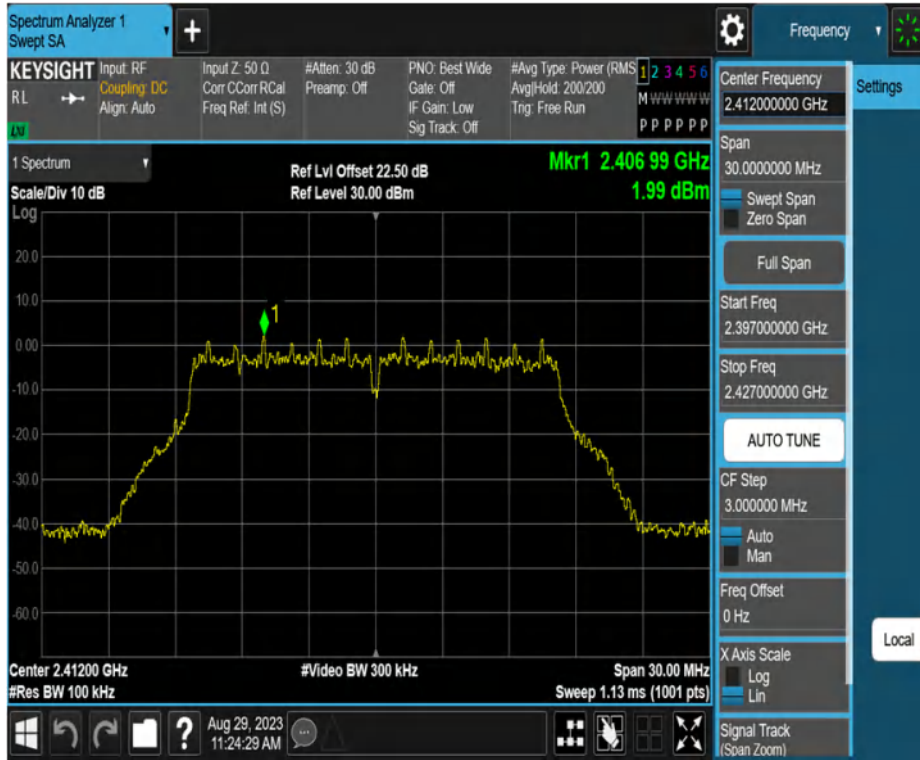 Spectrum Analyzer 1
Swept SA
Frequency
KEYSIGHT
RL
LXI
Input: RF
Coupling: DC
Align: Auto
Input Z: 50 Ω
Corr CCorr RCal
Freq Ref: Int (S)
#Atten: 30 dB
Preamp: Off
PNO: Best Wide
Gate: Off
IF Gain: Low
Sig Track: Off
#Avg Type: Power (RMS
Avg|Hold: 200/200
Trig: Free Run
1 2 3 4 5 6
M W W W W W
P P P P P P
1 Spectrum
Scale/Div 10 dB
Log
Ref Lvl Offset 22.50 dB
Ref Level 30.00 dBm
Mkr1 2.406 99 GHz
1.99 dBm
20.0
10.0
0.00
-10.0
-20.0
-30.0
-40.0
-50.0
-60.0
1
Center 2.41200 GHz
#Res BW 100 kHz
#Video BW 300 kHz
Span 30.00 MHz
Sweep 1.13 ms (1001 pts)
?
Aug 29, 2023
11:24:29 AM
Center Frequency
2.412000000 GHz
Span
30.0000000 MHz
Swept Span
Zero Span
Full Span
Start Freq
2.397000000 GHz
Stop Freq
2.427000000 GHz
AUTO TUNE
CF Step
3.000000 MHz
Auto
Man
Freq Offset
0 Hz
X Axis Scale
Log
Lin
Signal Track
(Span Zoom)
Settings
Local